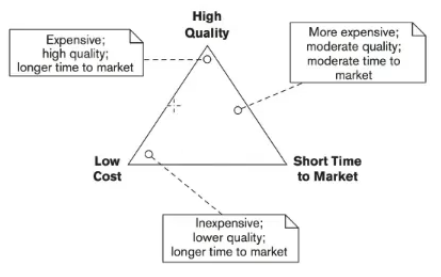 High
Quality
Expensive;
high quality;
longer time to market
More expensive;
moderate quality;
moderate time to
market
Low
Cost
Short Time
to Market
Inexpensive;
lower quality;
longer time to market